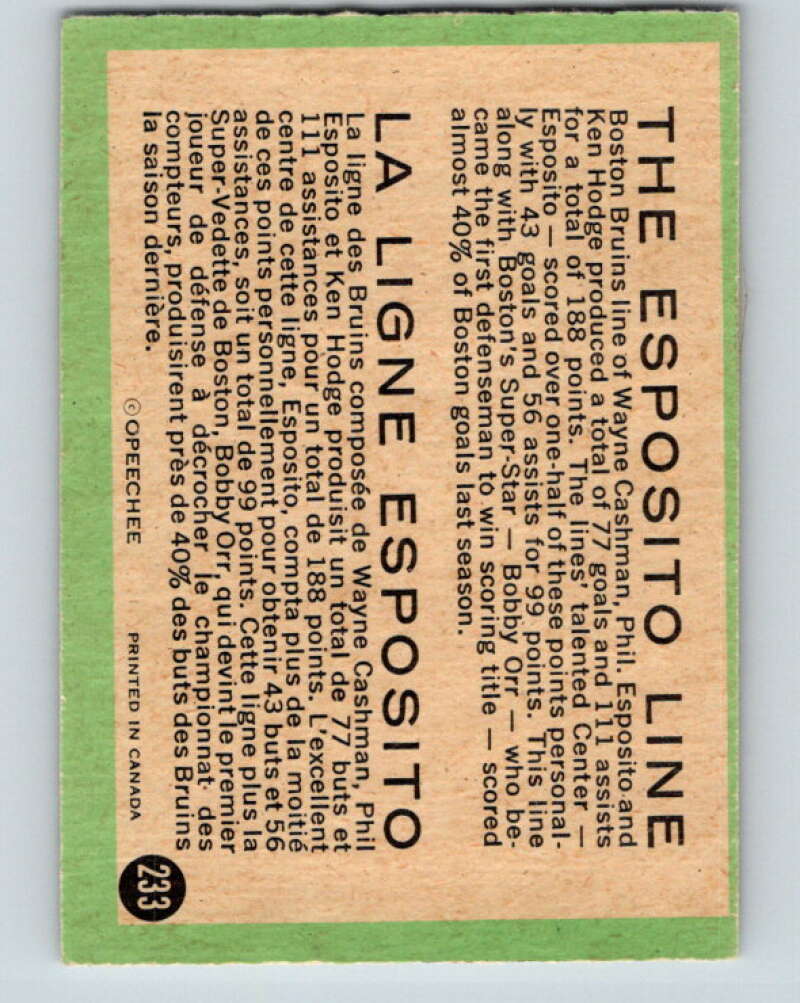 THE ESPOSITO LINE
Boston Bruins line of Wayne Cashman, Phil. Esposito and
Ken Hodge produced a total of 77 goals and 111 assists
for a total of 188 points. The lines' talented Center —
Esposito — scored over one-half of these points personal-
ly with 43 goals and 56 assists for 99 points. This line
along with Boston's Super-Star — Bobby Orr — who be-
came the first defenseman to win scoring title — scored
almost 40% of Boston goals last season.
LA LIGNE ESPOSITO
La ligne des Bruins composée de Wayne Cashman, Phil
Esposito et Ken Hodge produisit un total de 77 buts et
111 assistances pour un total de 188 points. L'excellent
centre de cette ligne, Esposito, compta plus de la moitié
de ces points personnellement pour obtenir 43 buts et 56
assistances, soit un total de 99 points. Cette ligne plus la
Super-Vedette de Boston, Bobby Orr, qui devint le premier
joueur de défense à décrocher le championnat des
compteurs, produisirent près de 40% des buts des Bruins
la saison dernière.
© OPEECHEE PRINTED IN CANADA
233